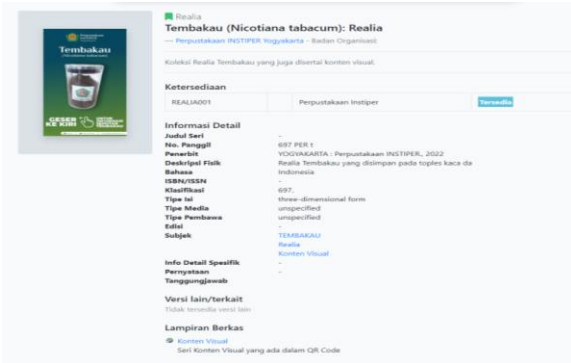 Realia
Tembakau (Nicotiana tabacum): Realia
Perpustakaan INSTIPER Yogyakarta - Badan Organisasi;
Koleksi Realia Tembakau yang juga disertai konten visual.
Ketersediaan
REALIA001 Perpustakaan Instiper Tersedia
Informasi Detail
Judul Seri -
No. Panggil 697 PER t
Penerbit YOGYAKARTA : Perpustakaan INSTIPER., 2022
Deskripsi Fisik Realia Tembakau yang disimpan pada toples kaca da
Bahasa Indonesia
ISBN/ISSN -
Klasifikasi 697.
Tipe Isi three-dimensional form
Tipe Media unspecified
Tipe Pembawa unspecified
Edisi -
Subjek TEMBAKAU
Realia
Konten Visual
Info Detail Spesifik -
Pernyataan -
Tanggungjawab
Versi lain/terkait
Tidak tersedia versi lain
Lampiran Berkas
Konten Visual
Seri Konten Visual yang ada dalam QR Code
Tembakau
(Nicotiana tabacum)
GESER
KE KIRI